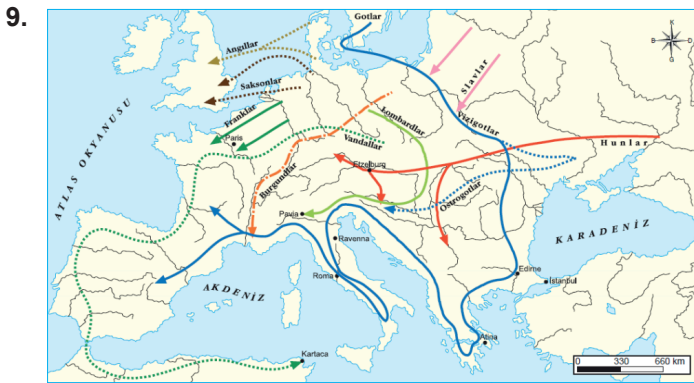 9.
Gotlar
K
B
D
G
Angıllar
Saksonlar
Slavlar
Franklar
Lombardlar
Vizigotlar
Paris
Vandallar
Hunlar
ATLAS OKYANUSU
Etzelburg
Burgundlar
Ostrogotlar
Pavia
KARADENİZ
Ravenna
Edirne
İstanbul
AKDENİZ
Roma
Atina
Kartaca
0 330 660 km